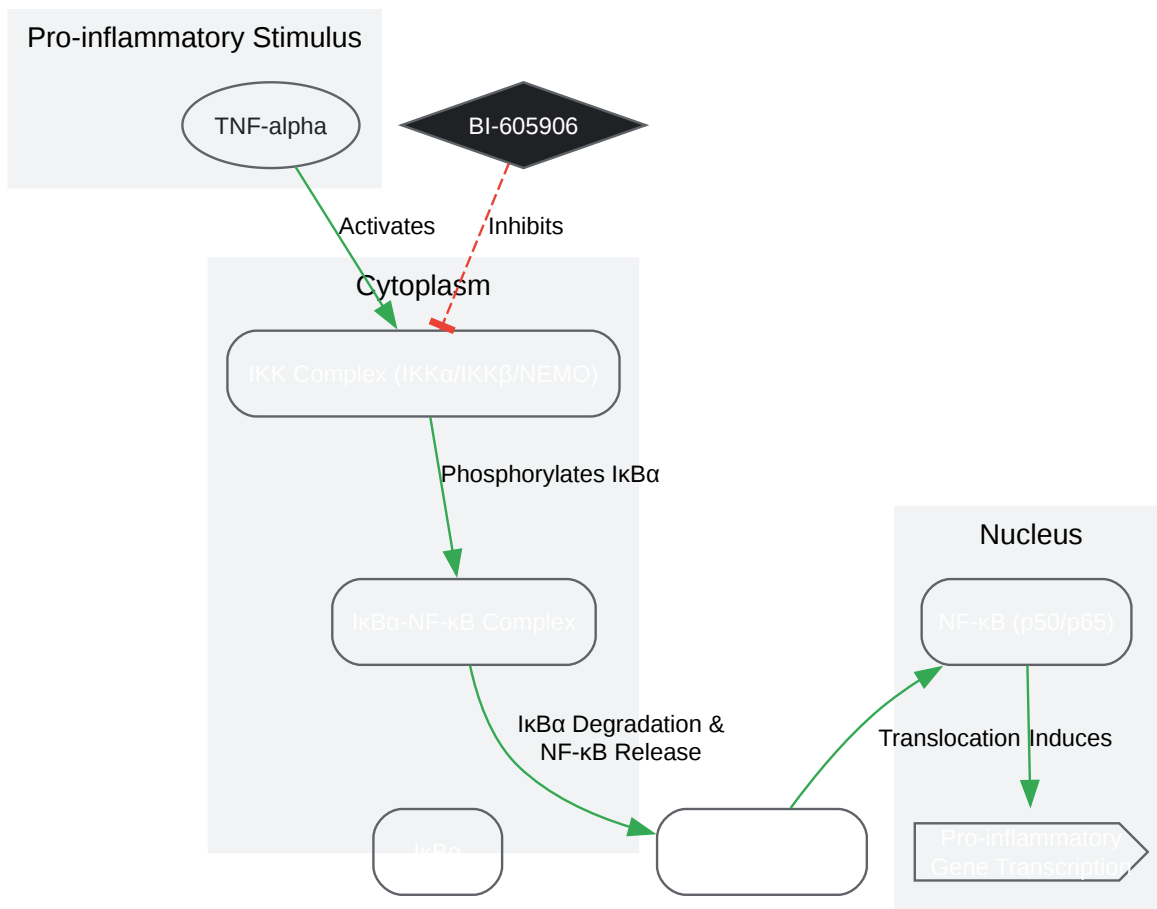 Pro-inflammatory Stimulus
TNF-alpha
BI-605906
Activates
Inhibits
Cytoplasm
IKK Complex (IKKα/IKKβ/NEMO)
Phosphorylates IκBα
Nucleus
IκBα-NF-κB Complex
NF-κB (p50/p65)
IκBα Degradation &
NF-κB Release
Translocation
Induces
IκBα
Pro-inflammatory
Gene Transcription